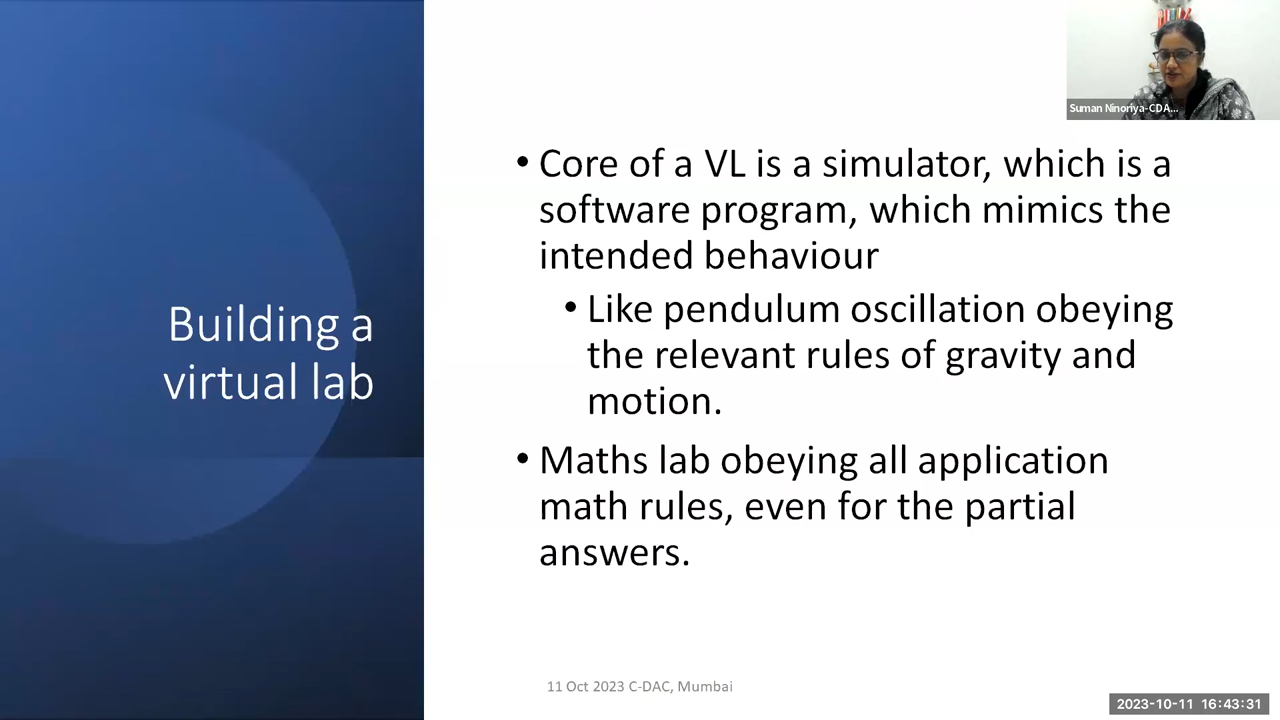 Suman Ninoriya-CDA...
Building a
virtual lab
• Core of a VL is a simulator, which is a
software program, which mimics the
intended behaviour
• Like pendulum oscillation obeying
the relevant rules of gravity and
motion.
• Maths lab obeying all application
math rules, even for the partial
answers.
11 Oct 2023 C-DAC, Mumbai
2023-10-11 16:43:31